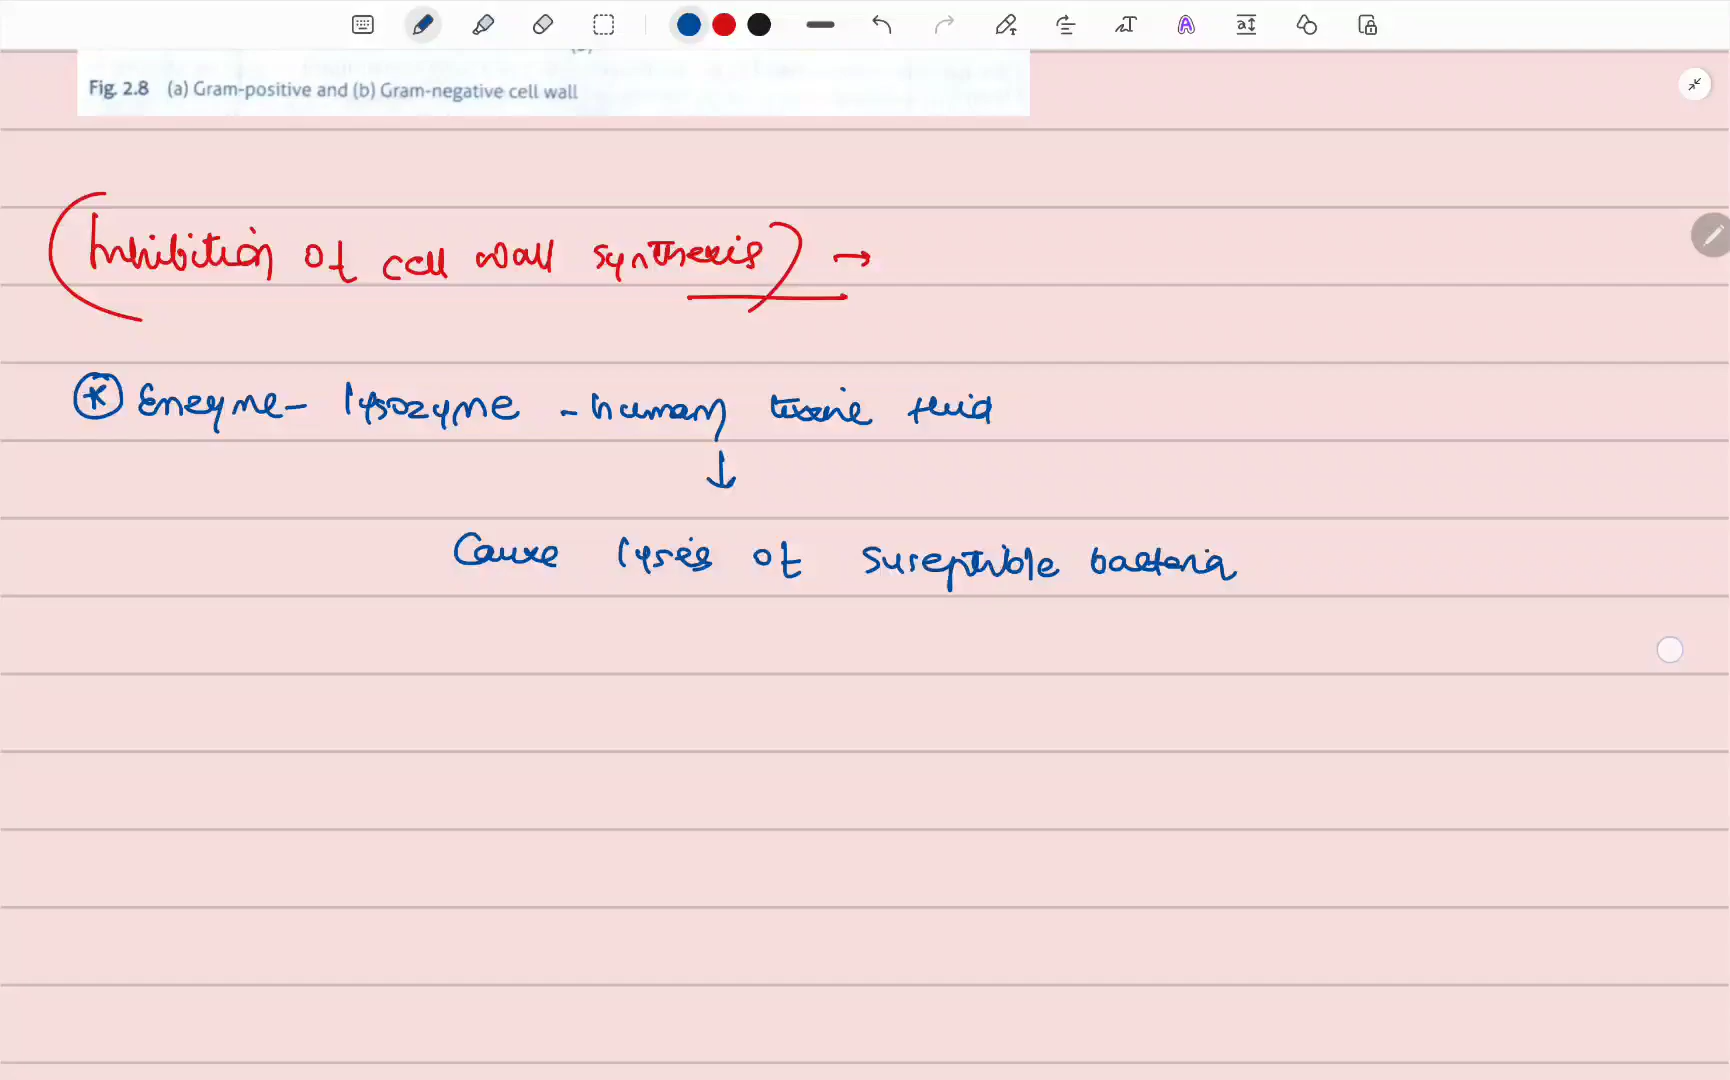 Fig. 2.8 (a) Gram-positive and (b) Gram-negative cell wall
(Inhibition of cell wall synthesis) →
* Enzyme - lysozyme - human tissue fluid
↓
Cause lysis of susceptible bacteria